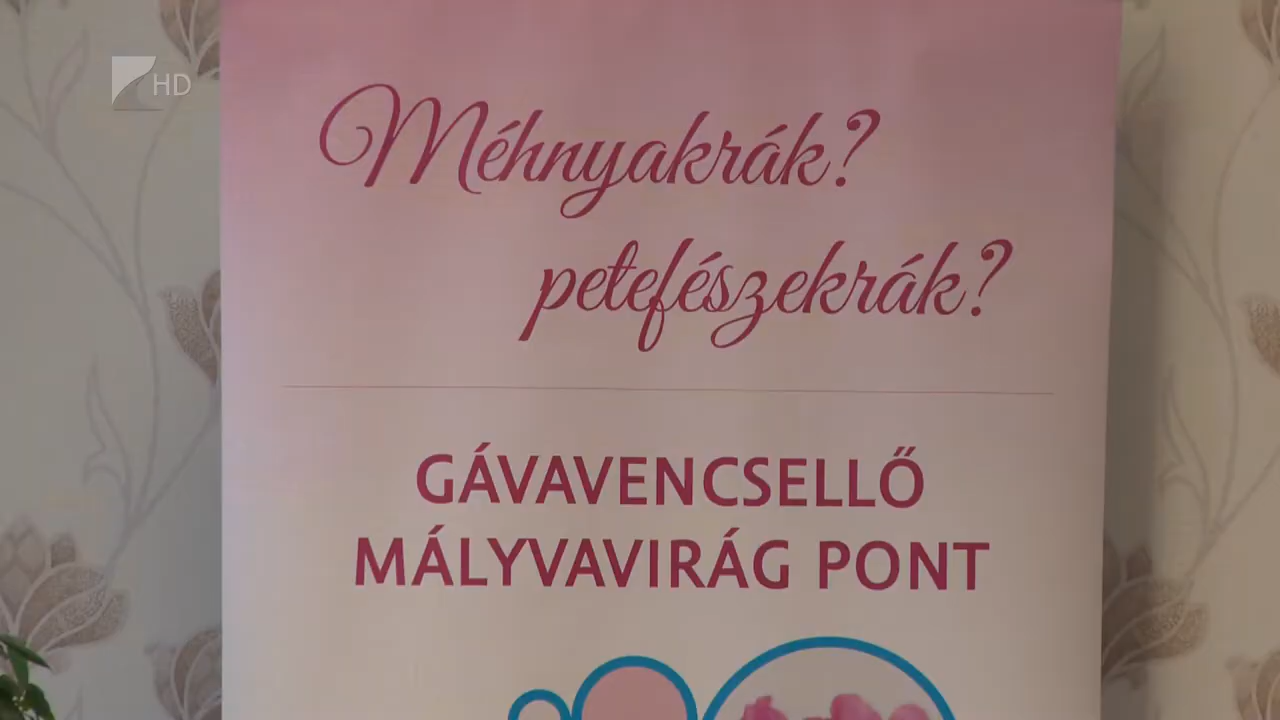 HD
Méhnyakrák?
petefészekrák?
GÁVAVENCSELLŐ
MÁLYVAVIRÁG PONT